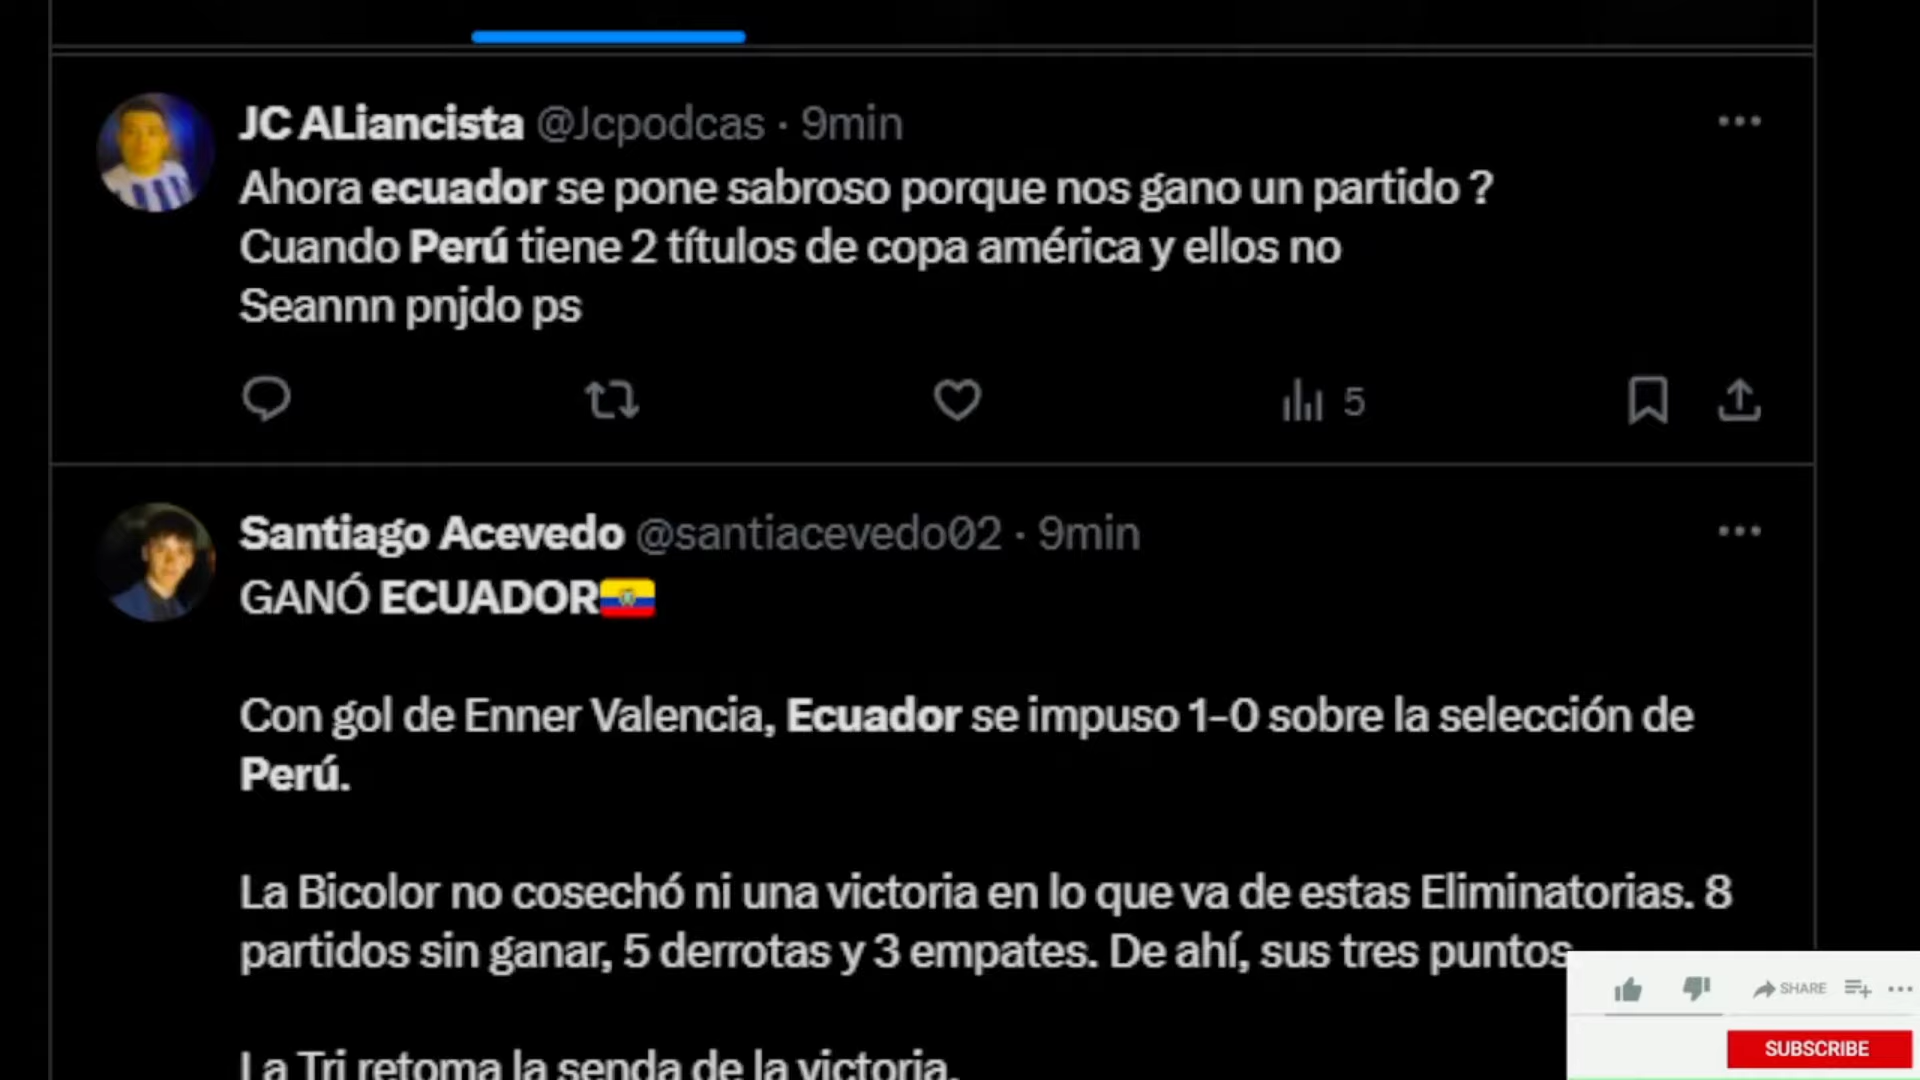 JC ALiancista @Jcpodcas · 9min
Ahora ecuador se pone sabroso porque nos gano un partido ?
Cuando Perú tiene 2 títulos de copa américa y ellos no
Seannn pnjdo ps
5
Santiago Acevedo @santiacevedo02 · 9min
GANÓ ECUADOR🇪🇨
Con gol de Enner Valencia, Ecuador se impuso 1-0 sobre la selección de
Perú.
La Bicolor no cosechó ni una victoria en lo que va de estas Eliminatorias. 8
partidos sin ganar, 5 derrotas y 3 empates. De ahí, sus tres puntos
La Tri retoma la senda de la victoria.
SHARE
SUBSCRIBE